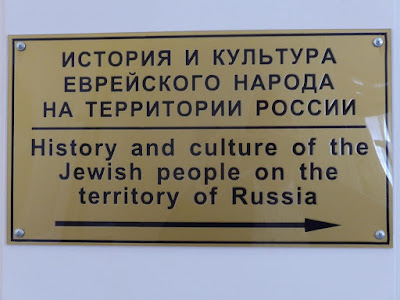 ИСТОРИЯ И КУЛЬТУРА
ЕВРЕЙСКОГО НАРОДА
НА ТЕРРИТОРИИ РОССИИ
History and culture of the
Jewish people on the
territory of Russia